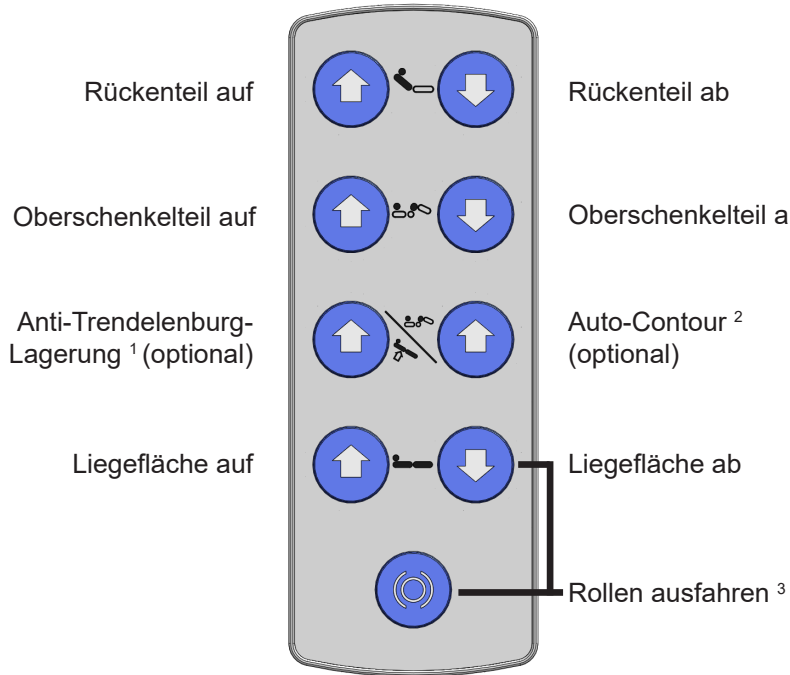 Rückenteil auf
Rückenteil ab
Oberschenkelteil auf
Oberschenkelteil a
Anti-Trendelenburg-
Lagerung ¹ (optional)
Auto-Contour ²
(optional)
Liegefläche auf
Liegefläche ab
Rollen ausfahren ³